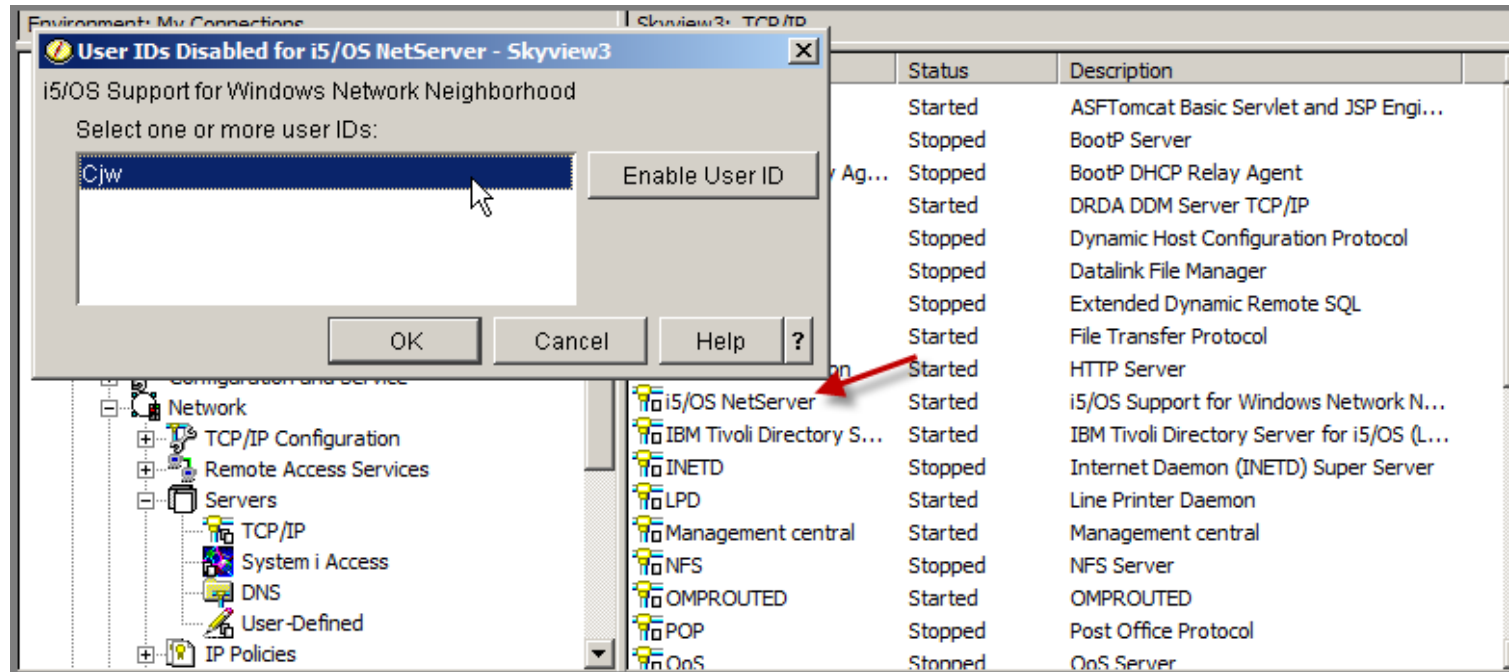 Environment: My Connections
Skyview3: TCP/IP
User IDs Disabled for i5/OS NetServer - Skyview3
i5/OS Support for Windows Network Neighborhood
Select one or more user IDs:
Cjw
Enable User ID
OK
Cancel
Help
?
Network
TCP/IP Configuration
Remote Access Services
Servers
TCP/IP
System i Access
DNS
User-Defined
IP Policies
Status Description
Started ASFTomcat Basic Servlet and JSP Engi...
Stopped BootP Server
Ag... Stopped BootP DHCP Relay Agent
Started DRDA DDM Server TCP/IP
Stopped Dynamic Host Configuration Protocol
Stopped Datalink File Manager
Stopped Extended Dynamic Remote SQL
Started File Transfer Protocol
Started HTTP Server
i5/OS NetServer Started i5/OS Support for Windows Network N...
IBM Tivoli Directory S... Started IBM Tivoli Directory Server for i5/OS (L...
INETD Stopped Internet Daemon (INETD) Super Server
LPD Started Line Printer Daemon
Management central Started Management central
NFS Stopped NFS Server
OMPROUTED Started OMPROUTED
POP Stopped Post Office Protocol
QoS Stopped QoS Server